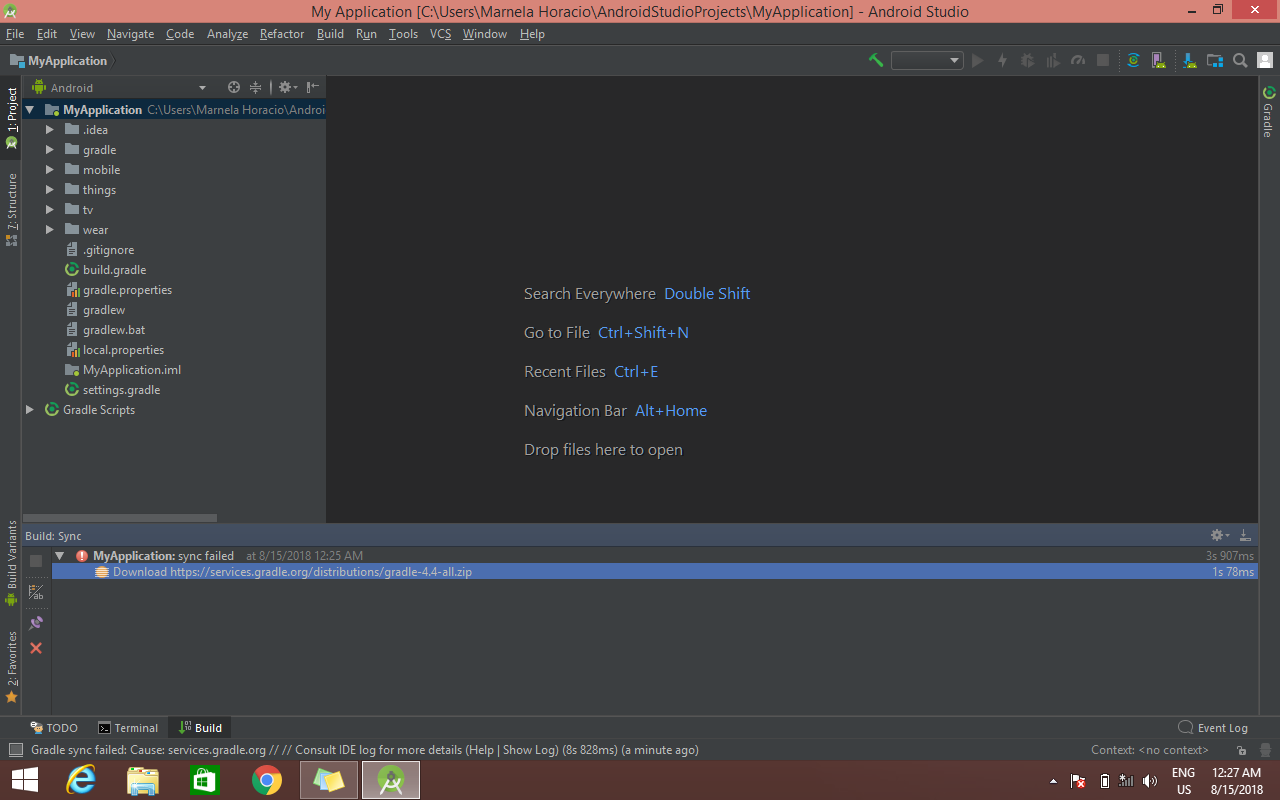 My Application [C:\Users\Marnela Horacio\AndroidStudioProjects\MyApplication] - Android Studio
File Edit View Navigate Code Analyze Refactor Build Run Tools VCS Window Help
MyApplication
1: Project
7: Structure
Build Variants
2: Favorites
Android
MyApplication C:\Users\Marnela Horacio\Androi
.idea
gradle
mobile
things
tv
wear
.gitignore
build.gradle
gradle.properties
gradlew
gradlew.bat
local.properties
MyApplication.iml
settings.gradle
Gradle Scripts
Search Everywhere Double Shift
Go to File Ctrl+Shift+N
Recent Files Ctrl+E
Navigation Bar Alt+Home
Drop files here to open
Gradle
Build: Sync
MyApplication: sync failed at 8/15/2018 12:25 AM 3s 907ms
Download https://services.gradle.org/distributions/gradle-4.4-all.zip 1s 78ms
TODO Terminal Build Event Log
Gradle sync failed: Cause: services.gradle.org // // Consult IDE log for more details (Help | Show Log) (8s 828ms) (a minute ago) Context: <no context>
ENG 12:27 AM
US 8/15/2018